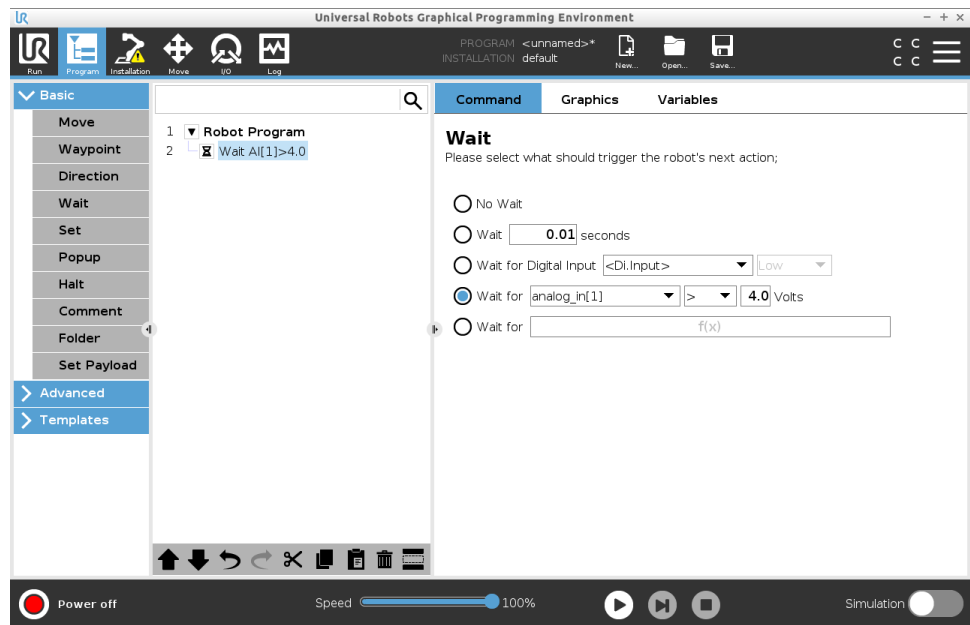 UR Universal Robots Graphical Programming Environment - + x
UR
PROGRAM <unnamed>*
INSTALLATION default
C C
C C
Run Program Installation Move I/O Log New... Open... Save...
Basic
Move
Waypoint
Direction
Wait
Set
Popup
Halt
Comment
Folder
Set Payload
Advanced
Templates
1 Robot Program
2 Wait AI[1]>4.0
Command Graphics Variables
Wait
Please select what should trigger the robot's next action;
No Wait
Wait 0.01 seconds
Wait for Digital Input <Di.Input> Low
Wait for analog_in[1] > 4.0 Volts
Wait for f(x)
Power off Speed 100% Simulation